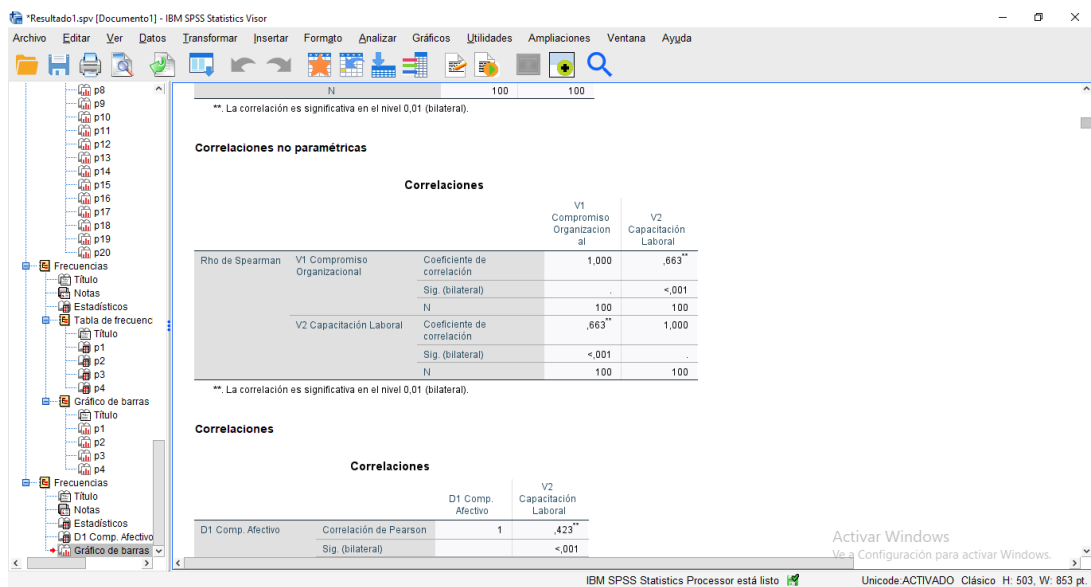 *Resultado1.spv [Documento1] - IBM SPSS Statistics Visor
Archivo Editar Ver Datos Transformar Insertar Formato Analizar Gráficos Utilidades Ampliaciones Ventana Ayuda
p8
p9
p10
p11
p12
p13
p14
p15
p16
p17
p18
p19
p20
Frecuencias
Título
Notas
Estadísticos
Tabla de frecuenc
Título
p1
p2
p3
p4
Gráfico de barras
Título
p1
p2
p3
p4
Frecuencias
Título
Notas
Estadísticos
D1 Comp. Afectivo
Gráfico de barras
N 100 100
**. La correlación es significativa en el nivel 0,01 (bilateral).
Correlaciones no paramétricas
Correlaciones
V1 Compromiso Organizacion al V2 Capacitación Laboral
Rho de Spearman V1 Compromiso Organizacional Coeficiente de correlación 1,000 ,663**
Sig. (bilateral) . <,001
N 100 100
V2 Capacitación Laboral Coeficiente de correlación ,663** 1,000
Sig. (bilateral) <,001 .
N 100 100
**. La correlación es significativa en el nivel 0,01 (bilateral).
Correlaciones
Correlaciones
D1 Comp. Afectivo V2 Capacitación Laboral
D1 Comp. Afectivo Correlación de Pearson 1 ,423**
Sig. (bilateral) <,001
Activar Windows
Ve a Configuración para activar Windows.
IBM SPSS Statistics Processor está listo Unicode:ACTIVADO Clásico H: 503, W: 853 pt.